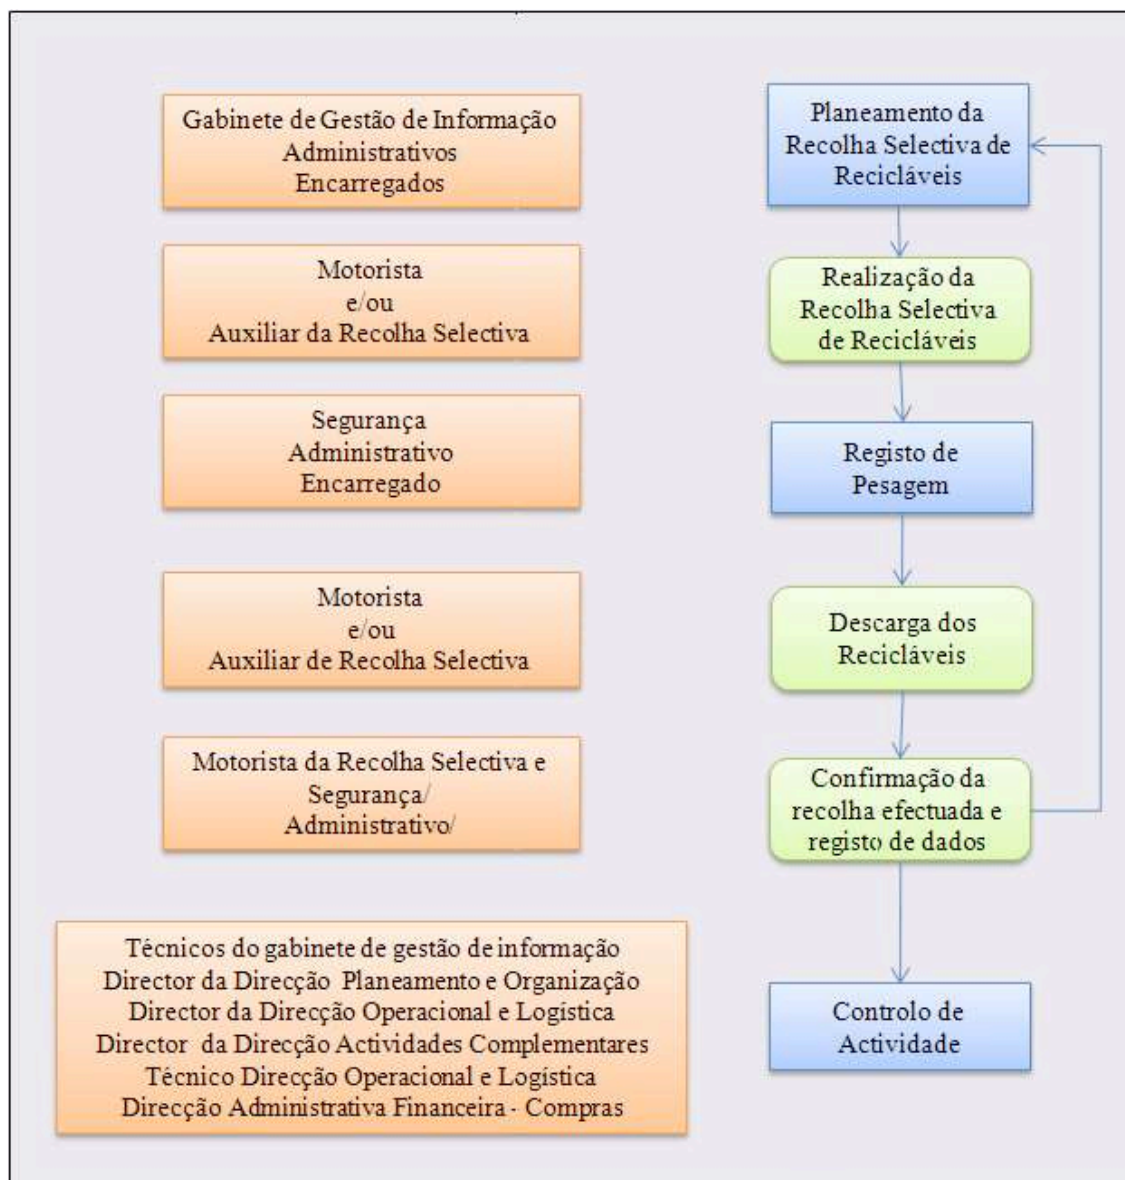 Gabinete de Gestão de Informação
Administrativos
Encarregados
Planeamento da
Recolha Selectiva de
Recicláveis
Motorista
e/ou
Auxiliar da Recolha Selectiva
Realização da
Recolha Selectiva
de Recicláveis
Segurança
Administrativo
Encarregado
Registo de
Pesagem
Motorista
e/ou
Auxiliar de Recolha Selectiva
Descarga dos
Recicláveis
Motorista da Recolha Selectiva e
Segurança/
Administrativo/
Confirmação da
recolha efectuada e
registo de dados
Técnicos do gabinete de gestão de informação
Director da Direcção Planeamento e Organização
Director da Direcção Operacional e Logística
Director da Direcção Actividades Complementares
Técnico Direcção Operacional e Logística
Direcção Administrativa Financeira - Compras
Controlo de
Actividade